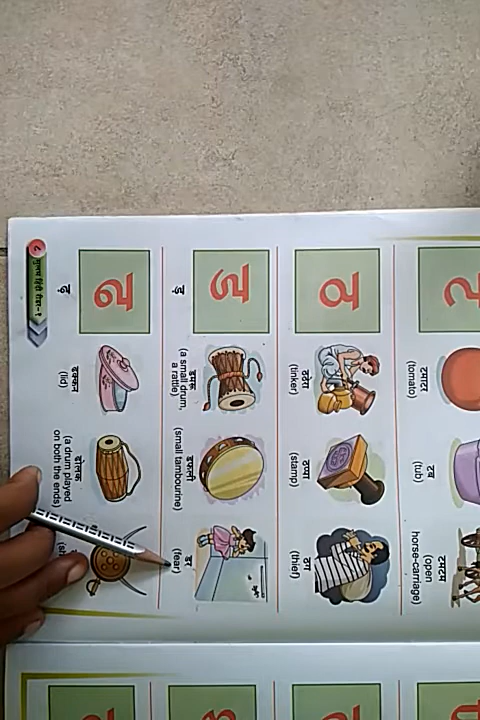 ट
टमाटर
(tomato)
टब
(tub)
टमटम
(open
horse-carriage)
ठ
ठठेरा
(tinker)
ठप्पा
(stamp)
ठग
(thief)
ड
ड़
डमरू
(a small drum,
a rattle)
डफली
(small tambourine)
डर
(fear)
ढ
ढ़
ढक्कन
(lid)
ढोलक
(a drum played
on both the ends)